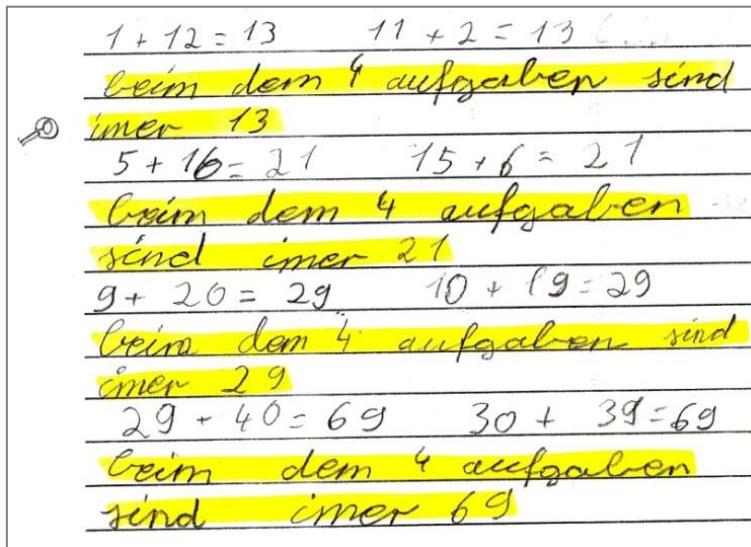 1 + 12 = 13 11 + 2 = 13
beim dem 4 aufgaben sind
imer 13
5 + 16 = 21 15 + 6 = 21
beim dem 4 aufgaben
sind imer 21
9 + 20 = 29 10 + 19 = 29
beim dem 4 aufgaben sind
imer 29
29 + 40 = 69 30 + 39 = 69
beim dem 4 aufgaben
sind imer 69